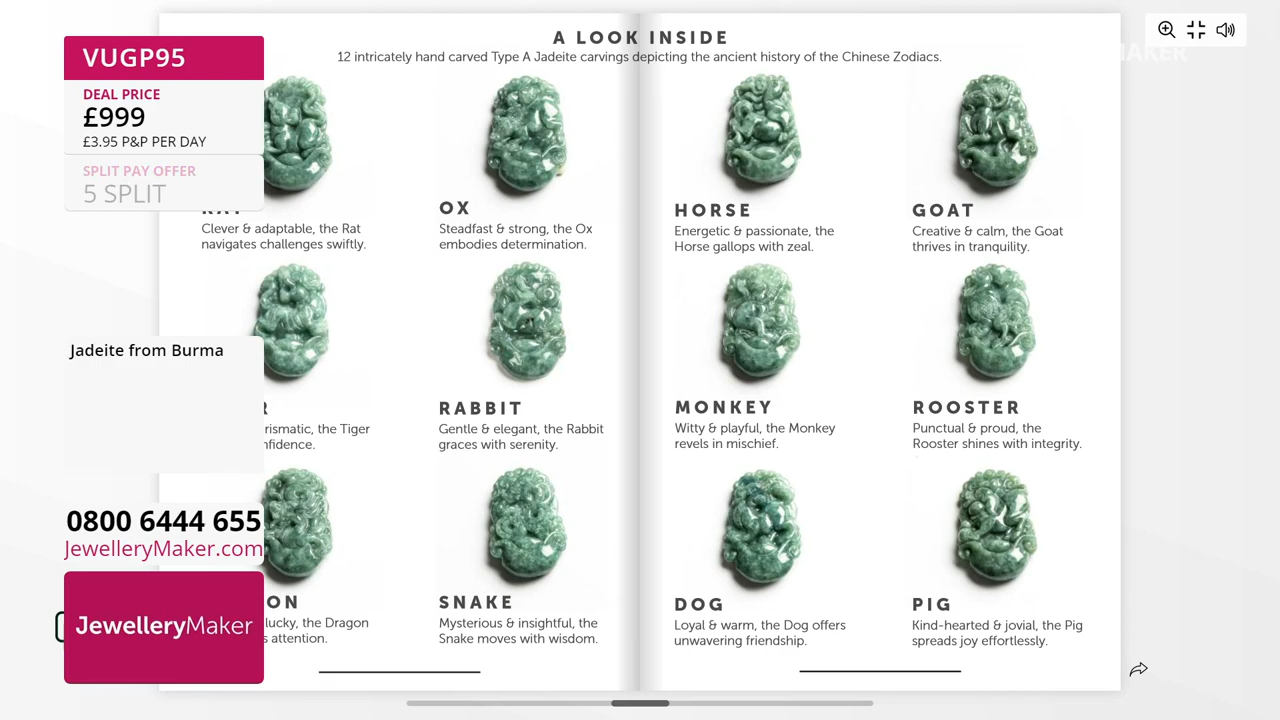 VUGP95
DEAL PRICE
£999
£3.95 P&P PER DAY
SPLIT PAY OFFER
5 SPLIT
Jadeite from Burma
0800 6444 655
JewelleryMaker.com
JewelleryMaker
A LOOK INSIDE
12 intricately hand carved Type A Jadeite carvings depicting the ancient history of the Chinese Zodiacs.
Clever & adaptable, the Rat
navigates challenges swiftly.
OX
Steadfast & strong, the Ox
embodies determination.
the Tiger
RABBIT
Gentle & elegant, the Rabbit
graces with serenity.
lucky, the Dragon
attention.
SNAKE
Mysterious & insightful, the
Snake moves with wisdom.
HORSE
Energetic & passionate, the
Horse gallops with zeal.
GOAT
Creative & calm, the Goat
thrives in tranquility.
MONKEY
Witty & playful, the Monkey
revels in mischief.
ROOSTER
Punctual & proud, the
Rooster shines with integrity.
DOG
Loyal & warm, the Dog offers
unwavering friendship.
PIG
Kind-hearted & jovial, the Pig
spreads joy effortlessly.